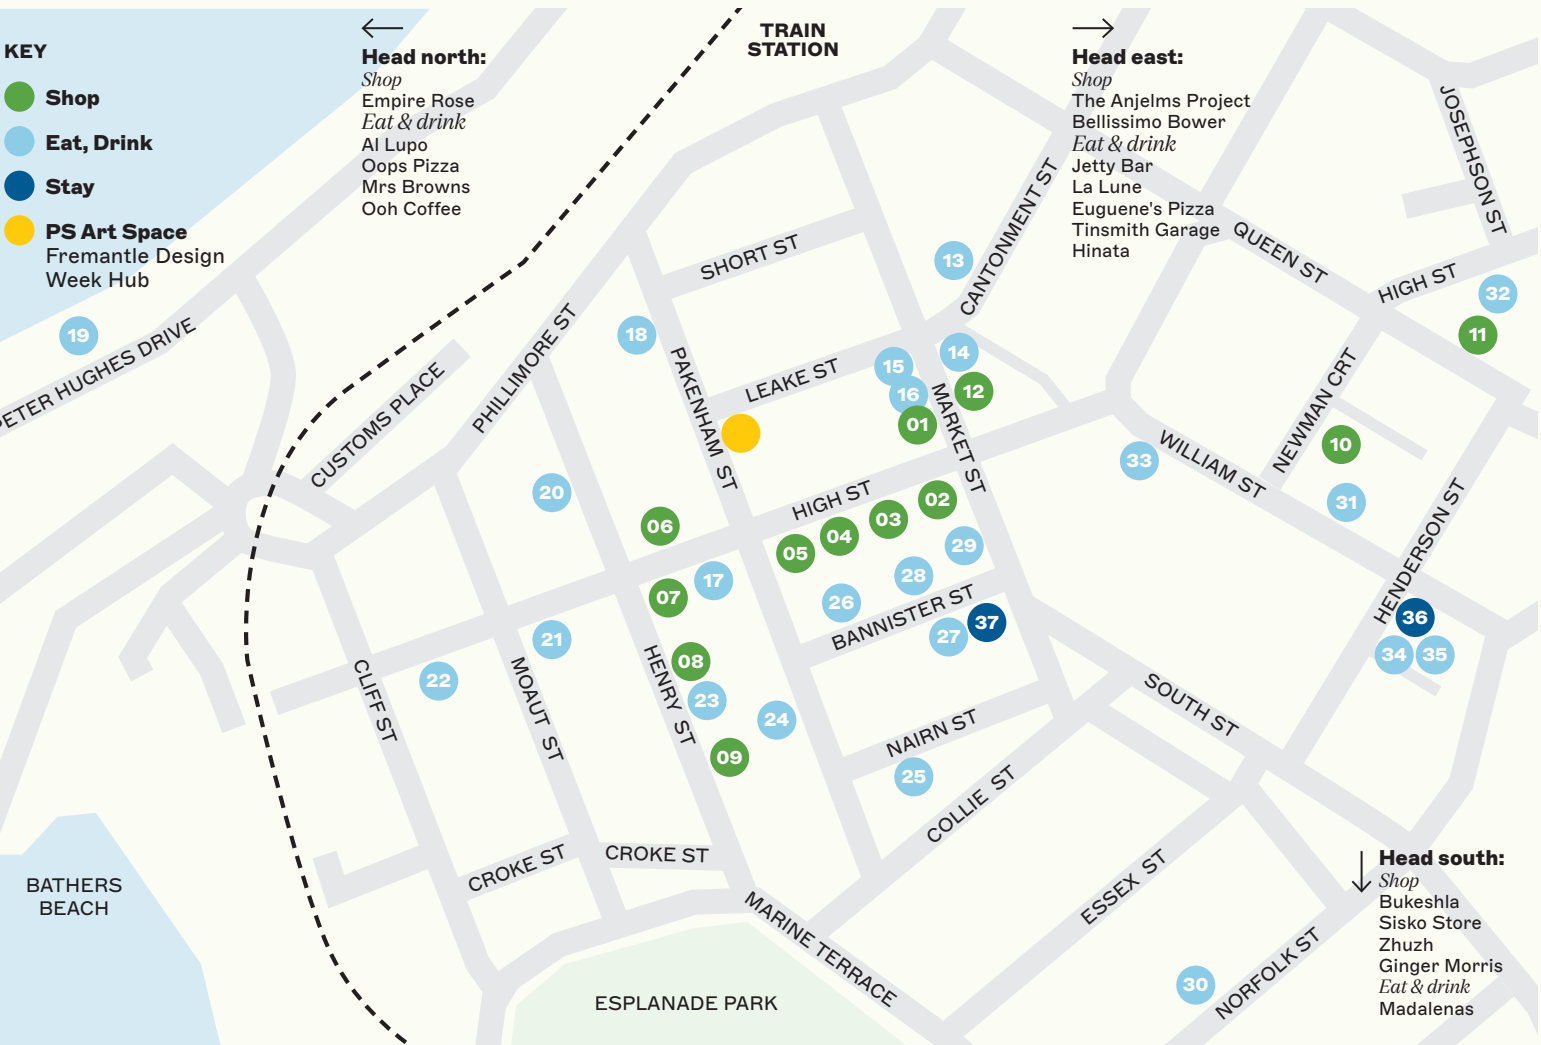 KEY
Shop
Eat, Drink
Stay
PS Art Space
Fremantle Design
Week Hub
Head north:
Shop
Empire Rose
Eat & drink
Al Lupo
Oops Pizza
Mrs Browns
Ooh Coffee
TRAIN
STATION
Head east:
Shop
The Anjelms Project
Bellissimo Bower
Eat & drink
Jetty Bar
La Lune
Euguene's Pizza
Tinsmith Garage
Hinata
JOSEPHSON ST
QUEEN ST
HIGH ST
CANTONMENT ST
SHORT ST
13
32
11
19
PETER HUGHES DRIVE
CUSTOMS PLACE
PHILLIMORE ST
18
PAKENHAM ST
LEAKE ST
15
14
16
12
01
MARKET ST
NEWMAN CRT
10
33
WILLIAM ST
31
HENDERSON ST
20
06
HIGH ST
02
03
04
05
29
28
17
07
26
BANNISTER ST
27
37
36
34
35
21
22
CLIFF ST
MOAUT ST
HENRY ST
08
23
24
09
NAIRN ST
25
SOUTH ST
COLLIE ST
CROKE ST
CROKE ST
MARINE TERRACE
ESSEX ST
NORFOLK ST
30
BATHERS
BEACH
ESPLANADE PARK
Head south:
Shop
Bukeshla
Sisko Store
Zhuzh
Ginger Morris
Eat & drink
Madalenas